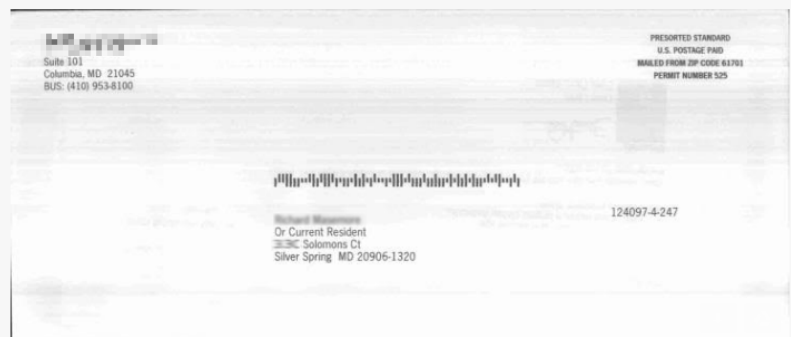 Suite 101
Columbia, MD 21045
BUS: (410) 953-8100
PRESORTED STANDARD
U.S. POSTAGE PAID
MAILED FROM ZIP CODE 61701
PERMIT NUMBER 525
124097-4-247
Or Current Resident
Solomons Ct
Silver Spring MD 20906-1320